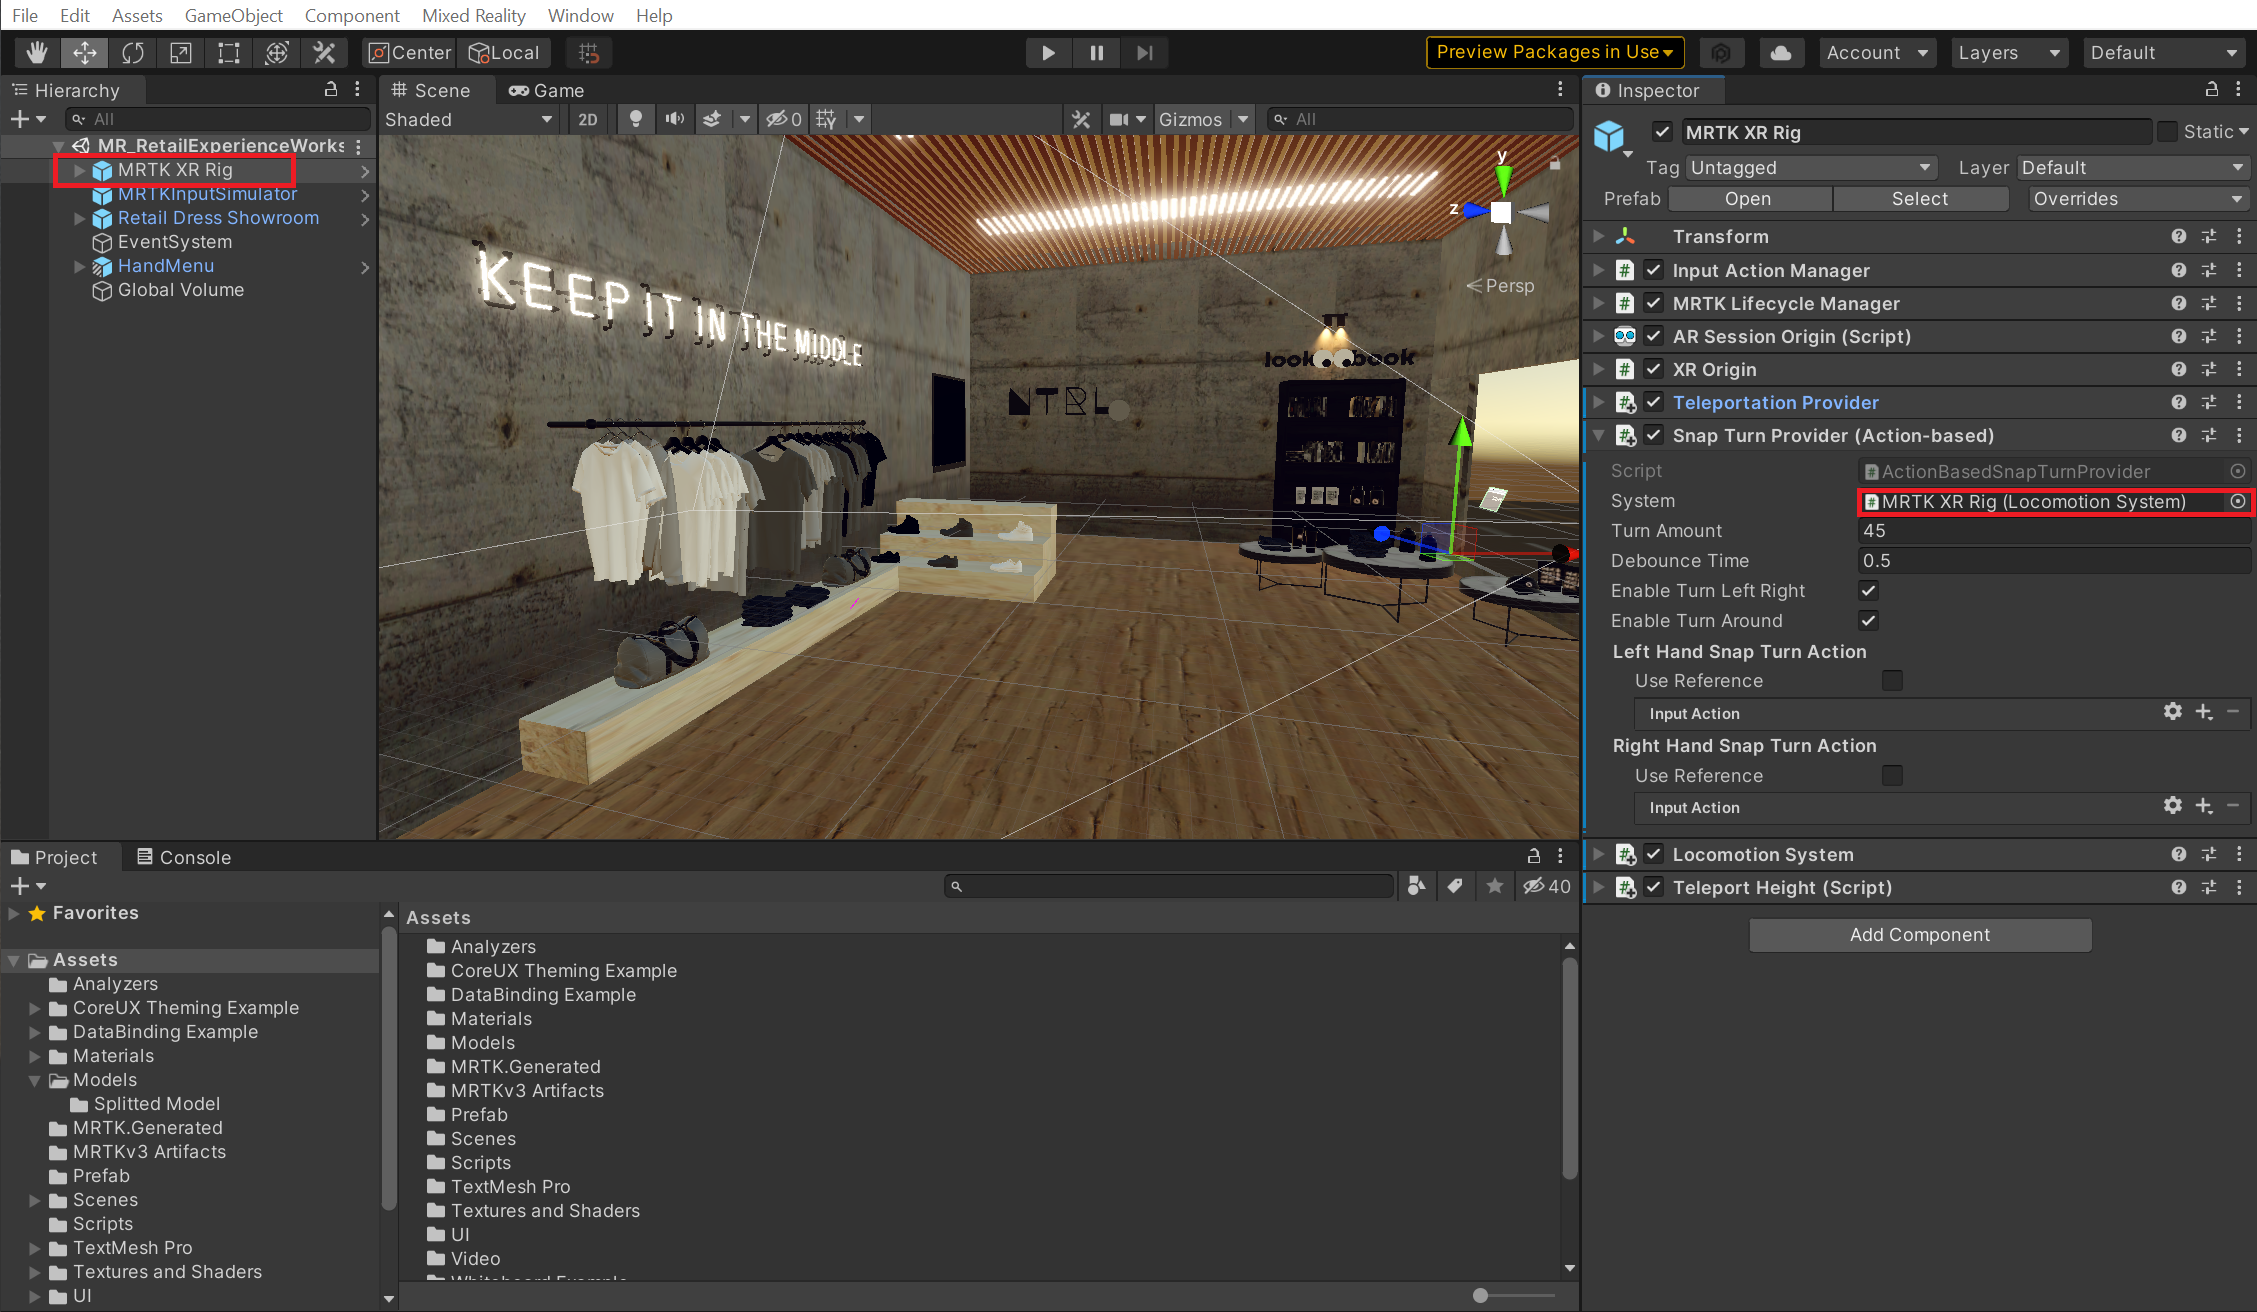 File Edit Assets GameObject Component Mixed Reality Window Help
Center Local Preview Packages in Use Account Layers Default
Hierarchy
All
MR_RetailExperienceWorks
MRTK XR Rig
MRTKInputSimulator
Retail Dress Showroom
EventSystem
HandMenu
Global Volume
Scene Game
Shaded 2D 0 Gizmos All
y
z
Persp
KEEP IT IN THE MIDDLE
NTBL
look book
Inspector
MRTK XR Rig Static
Tag Untagged Layer Default
Prefab Open Select Overrides
Transform
Input Action Manager
MRTK Lifecycle Manager
AR Session Origin (Script)
XR Origin
Teleportation Provider
Snap Turn Provider (Action-based)
Script ActionBasedSnapTurnProvider
System MRTK XR Rig (Locomotion System)
Turn Amount 45
Debounce Time 0.5
Enable Turn Left Right
Enable Turn Around
Left Hand Snap Turn Action
Use Reference
Input Action
Right Hand Snap Turn Action
Use Reference
Input Action
Locomotion System
Teleport Height (Script)
Add Component
Project Console
40
Favorites
Assets
Analyzers
CoreUX Theming Example
DataBinding Example
Materials
Models
Splitted Model
MRTK.Generated
MRTKv3 Artifacts
Prefab
Scenes
Scripts
TextMesh Pro
Textures and Shaders
UI
Assets
Analyzers
CoreUX Theming Example
DataBinding Example
Materials
Models
MRTK.Generated
MRTKv3 Artifacts
Prefab
Scenes
Scripts
TextMesh Pro
Textures and Shaders
UI
Video